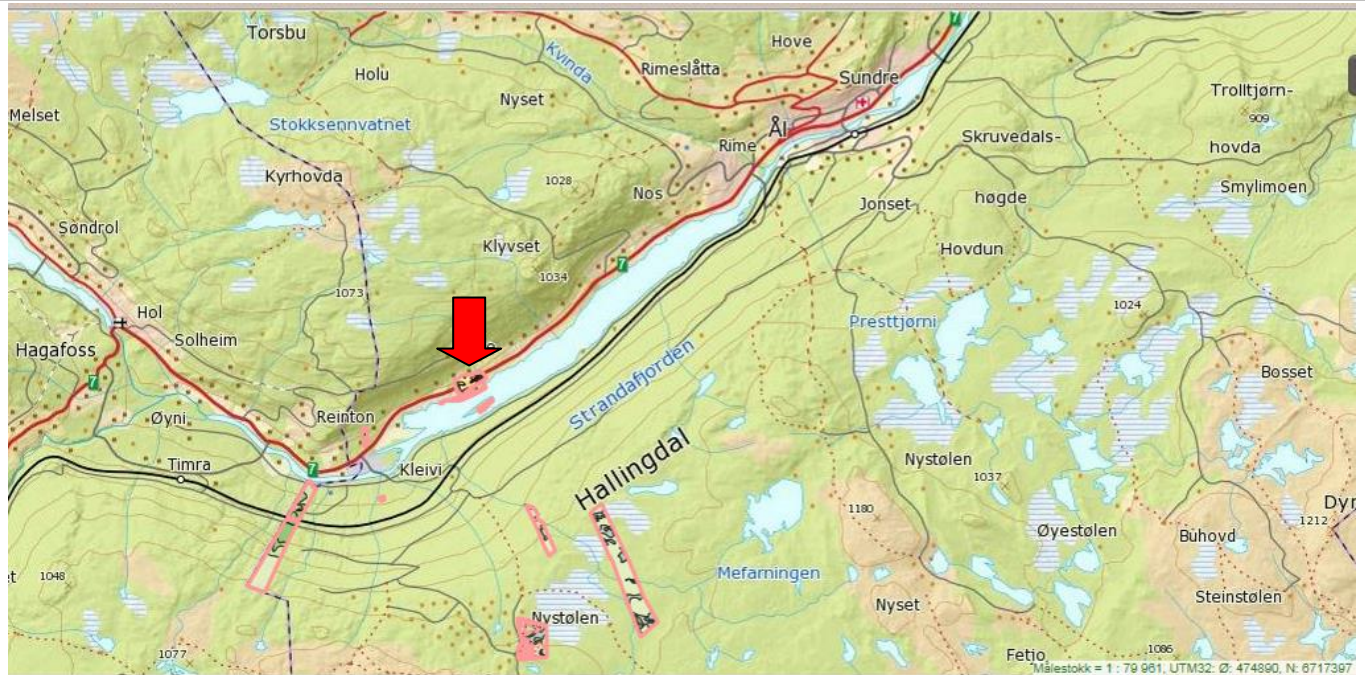 Torsbu
Hove
Kvinda
Holu
Rimeslåtta
Sundre
Nyset
Trolltjørn-
909
Melset
Stokksennvatnet
Ål
Skruvedals-
Rime
hovda
Kyrhovda
1028
Nos
Smylimoen
Jonset
høgde
Søndrol
Klyvset
Hovdun
7
1034
1073
1024
Hol
Presttjørni
Solheim
Hagafoss
Strandafjorden
Bosset
7
Øyni
Reinton
Timra
7
Kleivi
Hallingdal
Nystølen
1037
1180
Øyestølen
Buhovd
1212
Dyr
1048
Mefarningen
Nyset
Steinstølen
Nystølen
1077
Fetjo
1086
Målestokk = 1 : 79 961, UTM32: Ø: 474890, N: 6717397